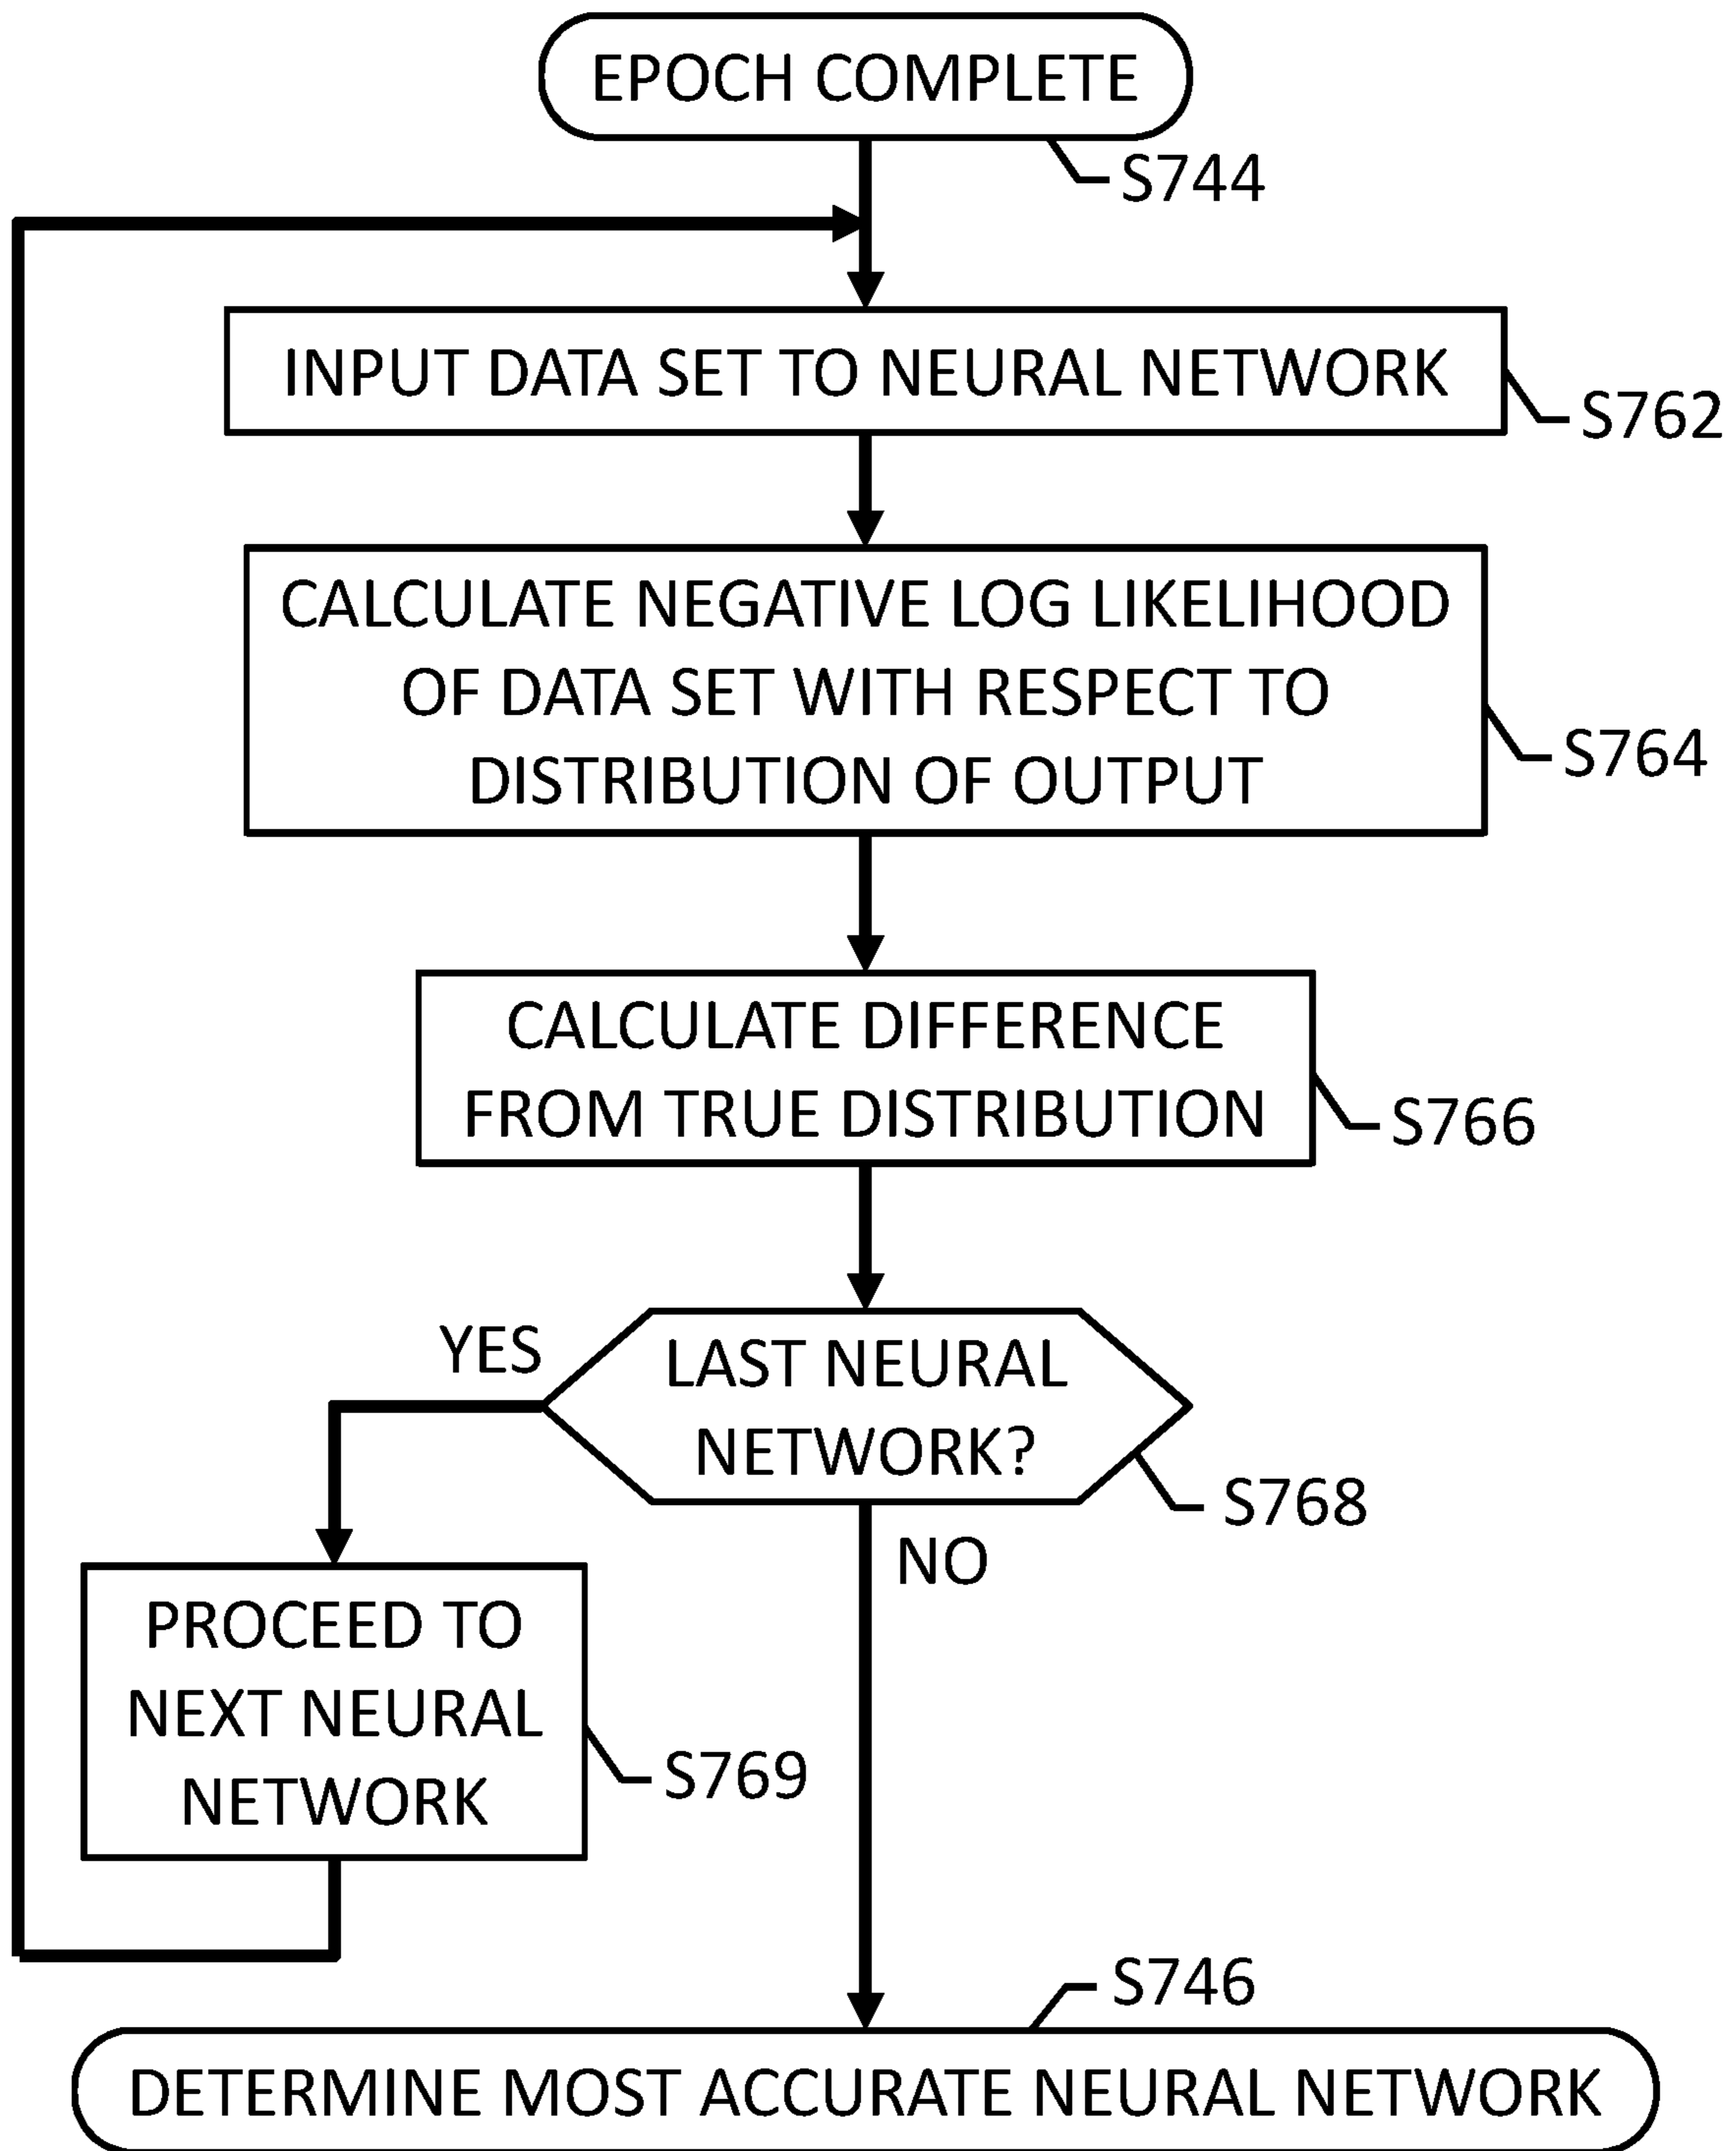 EPOCH COMPLETE
S744
INPUT DATA SET TO NEURAL NETWORK
S762
CALCULATE NEGATIVE LOG LIKELIHOOD
OF DATA SET WITH RESPECT TO
DISTRIBUTION OF OUTPUT
S764
CALCULATE DIFFERENCE
FROM TRUE DISTRIBUTION
S766
YES
LAST NEURAL
NETWORK?
S768
NO
PROCEED TO
NEXT NEURAL
NETWORK
S769
S746
DETERMINE MOST ACCURATE NEURAL NETWORK